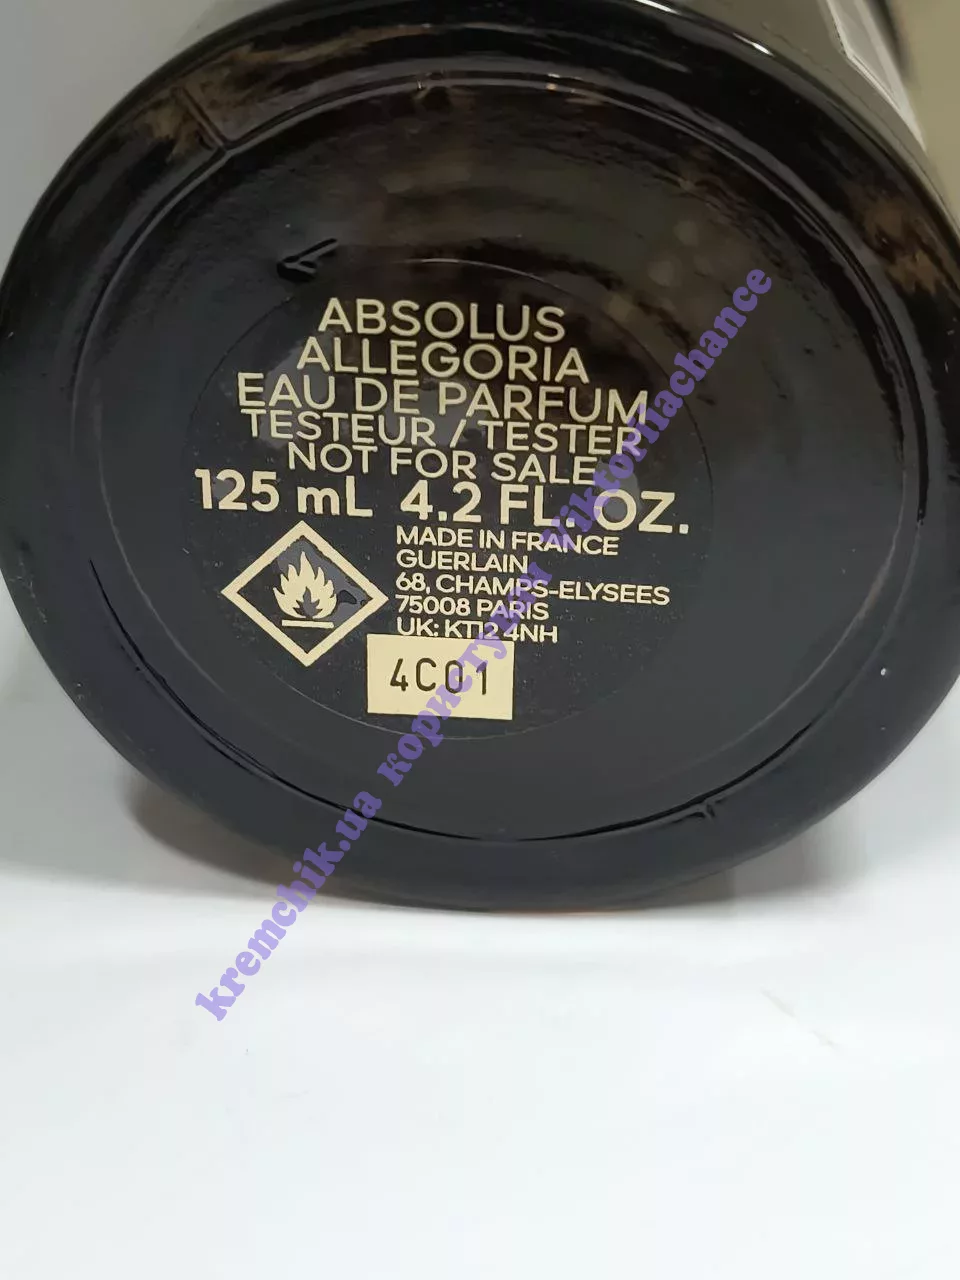 ABSOLUS
ALLEGORIA
EAU DE PARFUM
TESTEUR / TESTER
NOT FOR SALE
125 mL 4.2 FL. OZ.
MADE IN FRANCE
GUERLAIN
68, CHAMPS-ELYSEES
75008 PARIS
UK: KT12 4NH
4C01
kremchik.ua користувач viktoriiachance